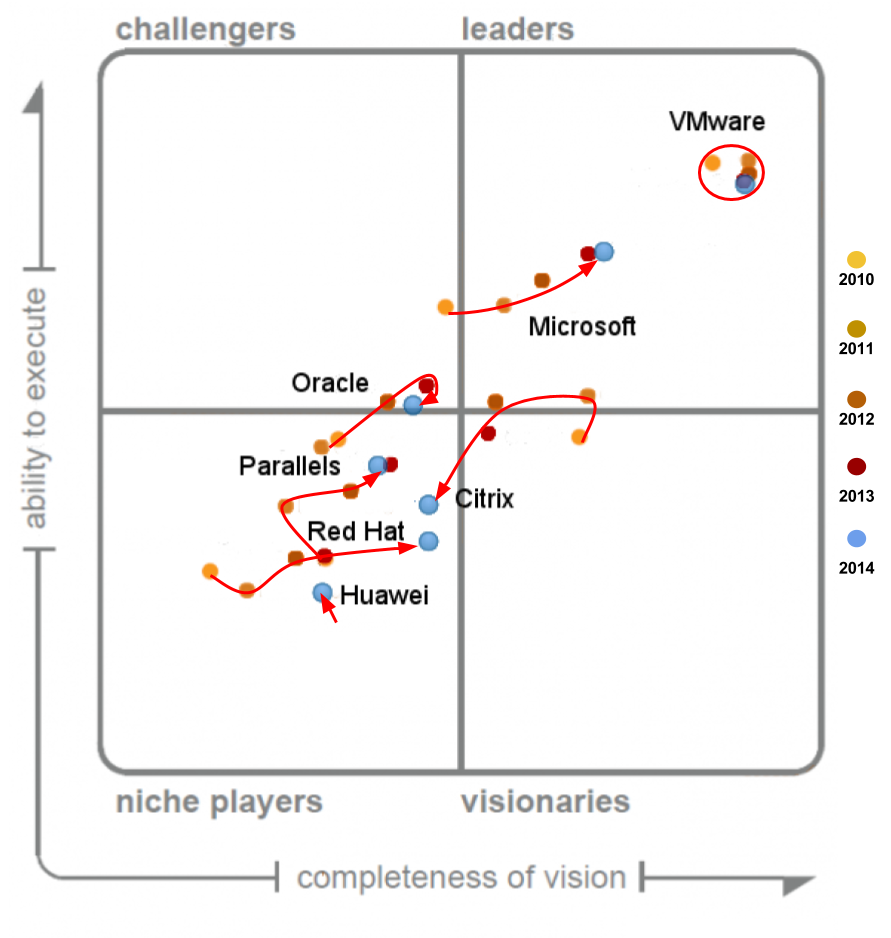 challengers
leaders
VMware
2010
Microsoft
2011
ability to execute
Oracle
2012
Parallels
2013
Citrix
Red Hat
2014
Huawei
niche players
visionaries
completeness of vision